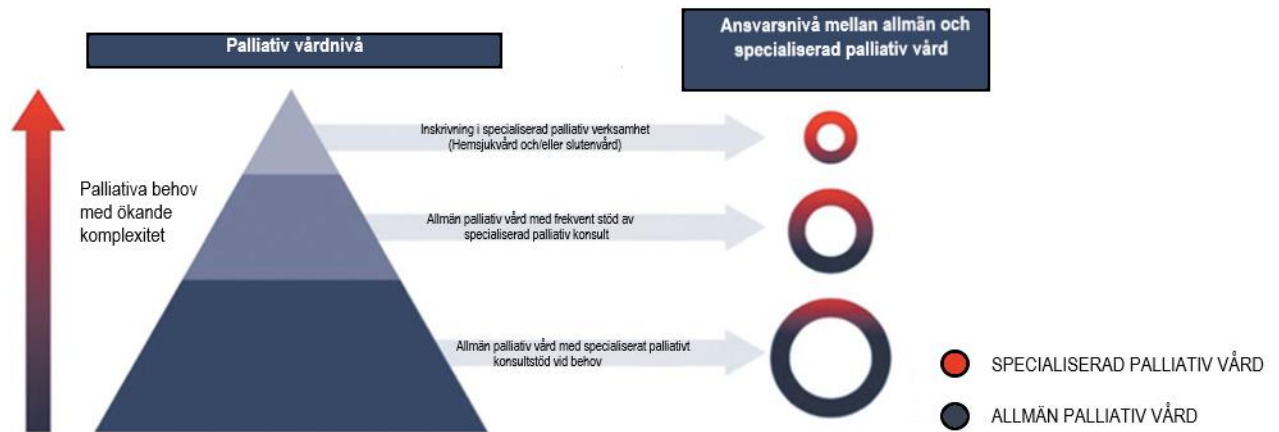 Palliativ vårdnivå
Ansvarsnivå mellan allmän och
specialiserad palliativ vård
Palliativa behov
med ökande
komplexitet
Inskrivning i specialiserad palliativ verksamhet
(Hemsjukvård och/eller slutenvård)
Allmän palliativ vård med frekvent stöd av
specialiserad palliativ konsult
Allmän palliativ vård med specialiserat palliativt
konsultstöd vid behov
SPECIALISERAD PALLIATIV VÅRD
ALLMÄN PALLIATIV VÅRD